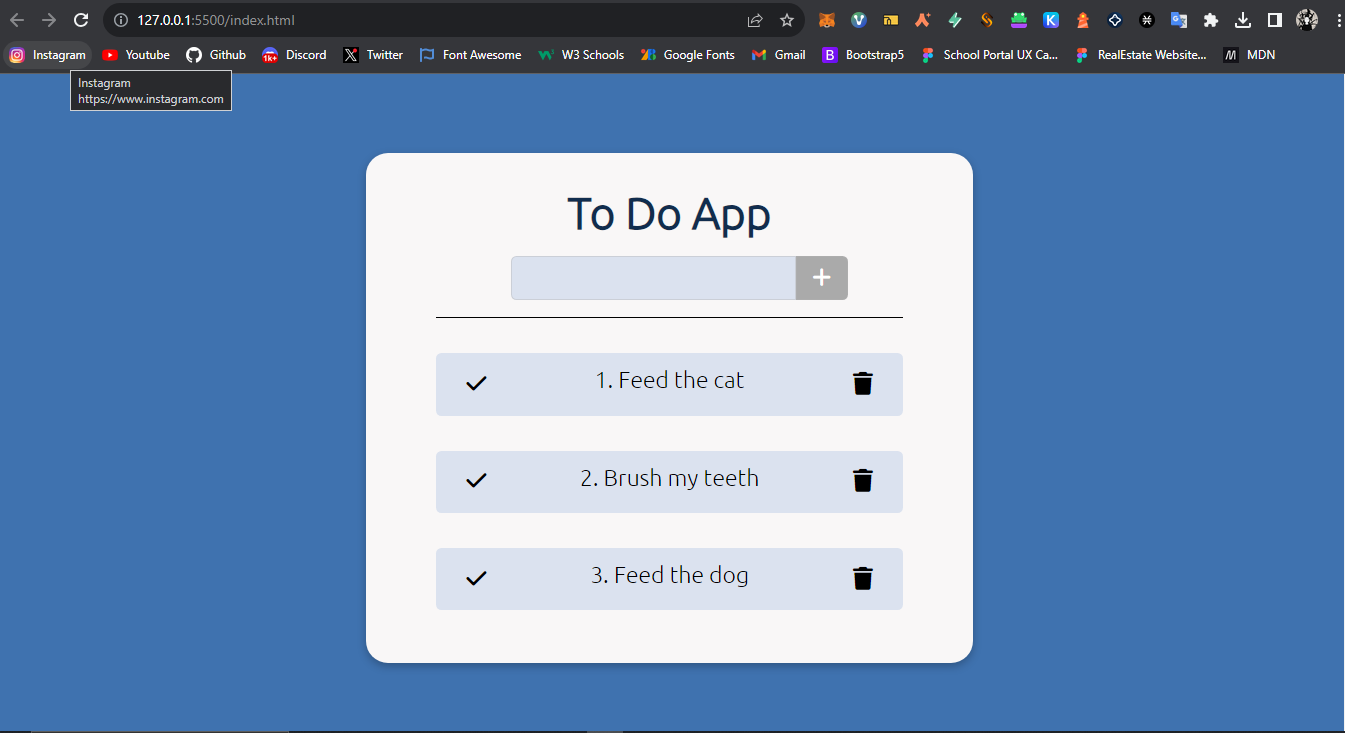 127.0.0.1:5500/index.html
Instagram Youtube Github 1k+ Discord Twitter Font Awesome W3 Schools Google Fonts Gmail B Bootstrap5 School Portal UX Ca... RealEstate Website... MDN
Instagram
https://www.instagram.com
To Do App
1. Feed the cat
2. Brush my teeth
3. Feed the dog